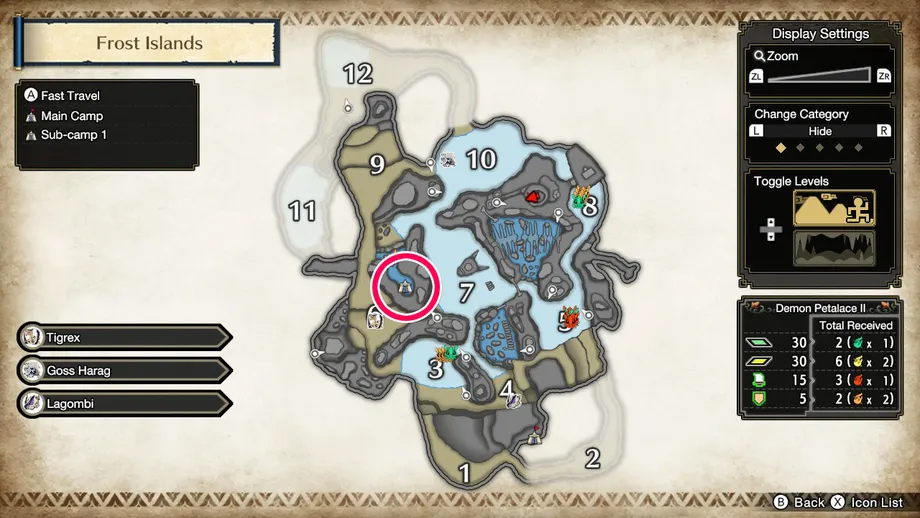 Frost Islands
A Fast Travel
Main Camp
Sub-camp 1
12
9
10
11
8
7
6
5
3
4
1
2
Tigrex
Goss Harag
Lagombi
Display Settings
Zoom
ZL
ZR
Change Category
L Hide R
Toggle Levels
Demon Petalace II
Total Received
30 2 ( x 1)
30 6 ( x 2)
15 3 ( x 1)
5 2 ( x 2)
B Back X Icon List